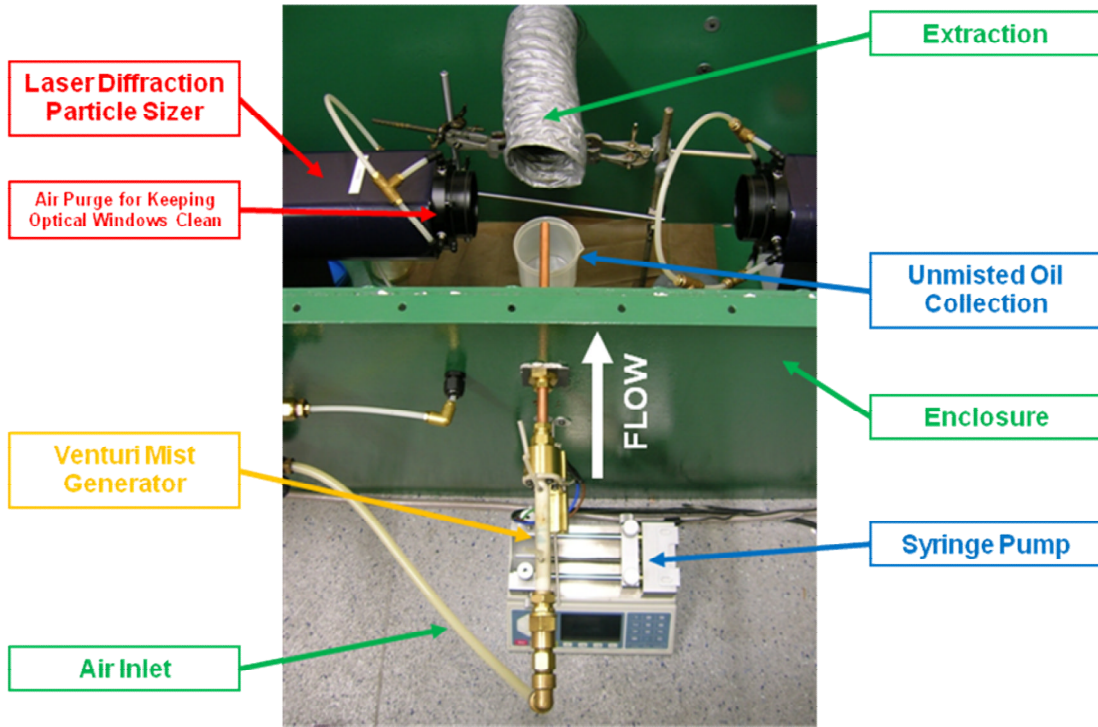 Extraction
Laser Diffraction
Particle Sizer
Air Purge for Keeping
Optical Windows Clean
Unmisted Oil
Collection
FLOW
Enclosure
Venturi Mist
Generator
Syringe Pump
Air Inlet